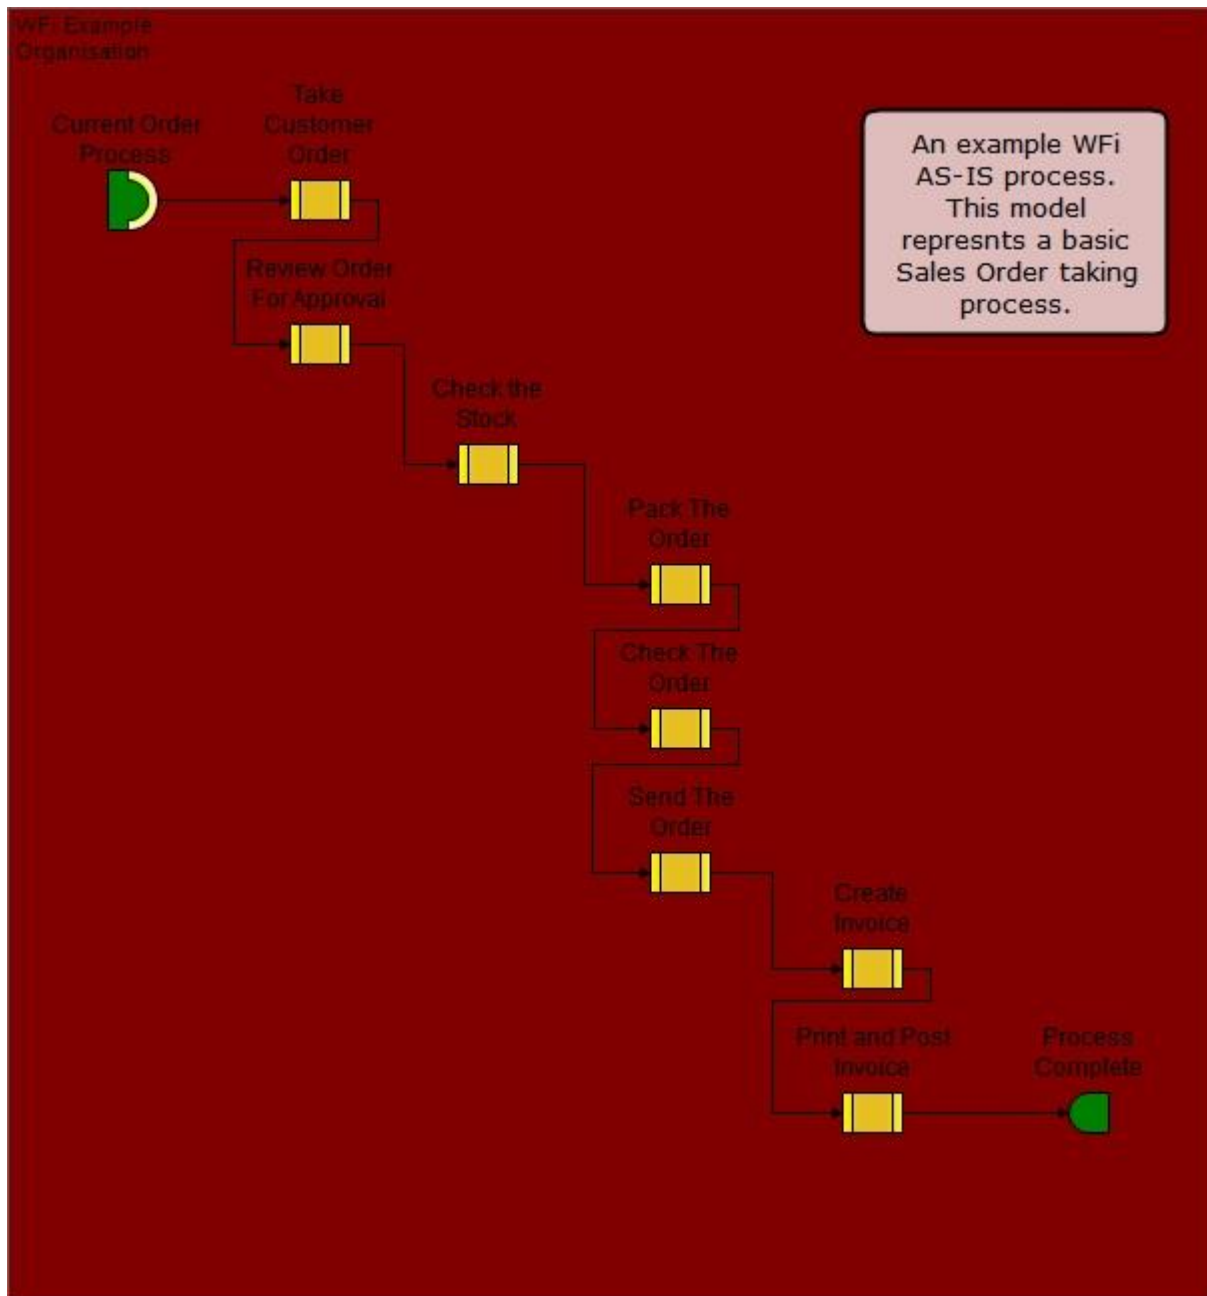 WFi Example
Organisation
Current Order
Process
Take
Customer
Order
An example WFi
AS-IS process.
This model
represnts a basic
Sales Order taking
process.
Review Order
For Approval
Check the
Stock
Pack The
Order
Check The
Order
Send The
Order
Create
Invoice
Print and Post
Invoice
Process
Complete